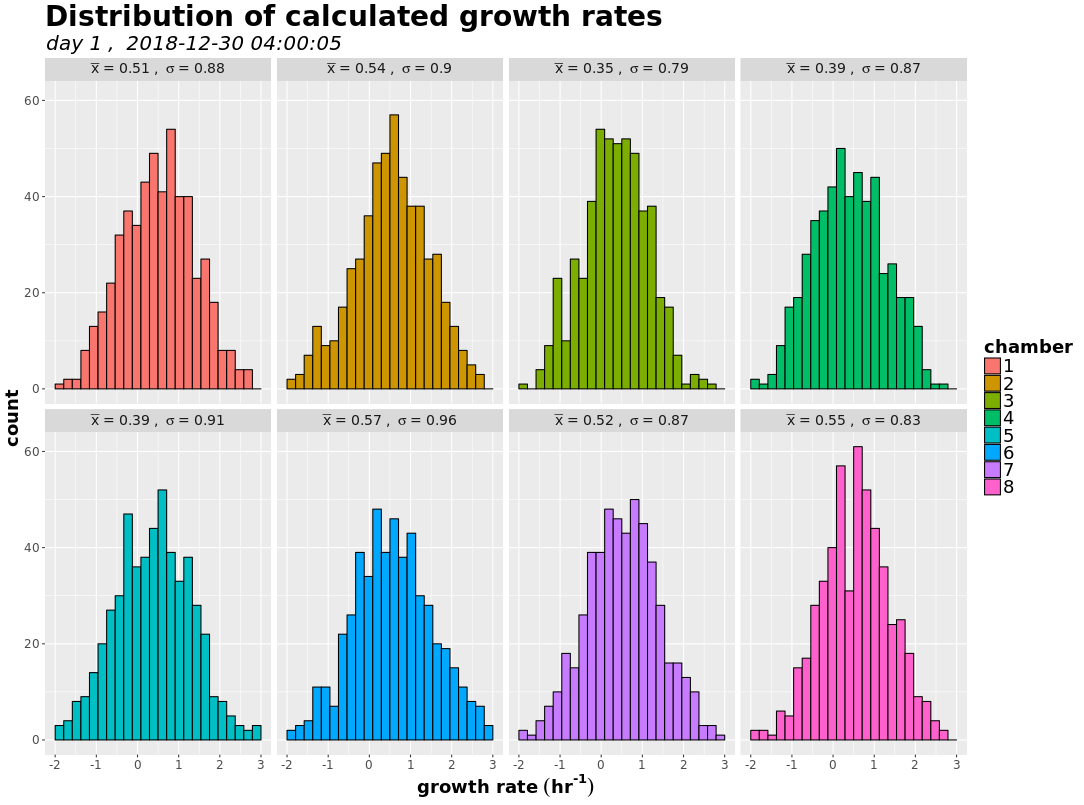 Distribution of calculated growth rates
day 1 ,  2018-12-30 04:00:05
x̅ = 0.51 ,  σ = 0.88
x̅ = 0.54 ,  σ = 0.9
x̅ = 0.35 ,  σ = 0.79
x̅ = 0.39 ,  σ = 0.87
60
40
20
0
x̅ = 0.39 ,  σ = 0.91
x̅ = 0.57 ,  σ = 0.96
x̅ = 0.52 ,  σ = 0.87
x̅ = 0.55 ,  σ = 0.83
60
40
20
0
-2 -1 0 1 2 3
-2 -1 0 1 2 3
-2 -1 0 1 2 3
-2 -1 0 1 2 3
count
growth rate (hr⁻¹)
chamber
1
2
3
4
5
6
7
8